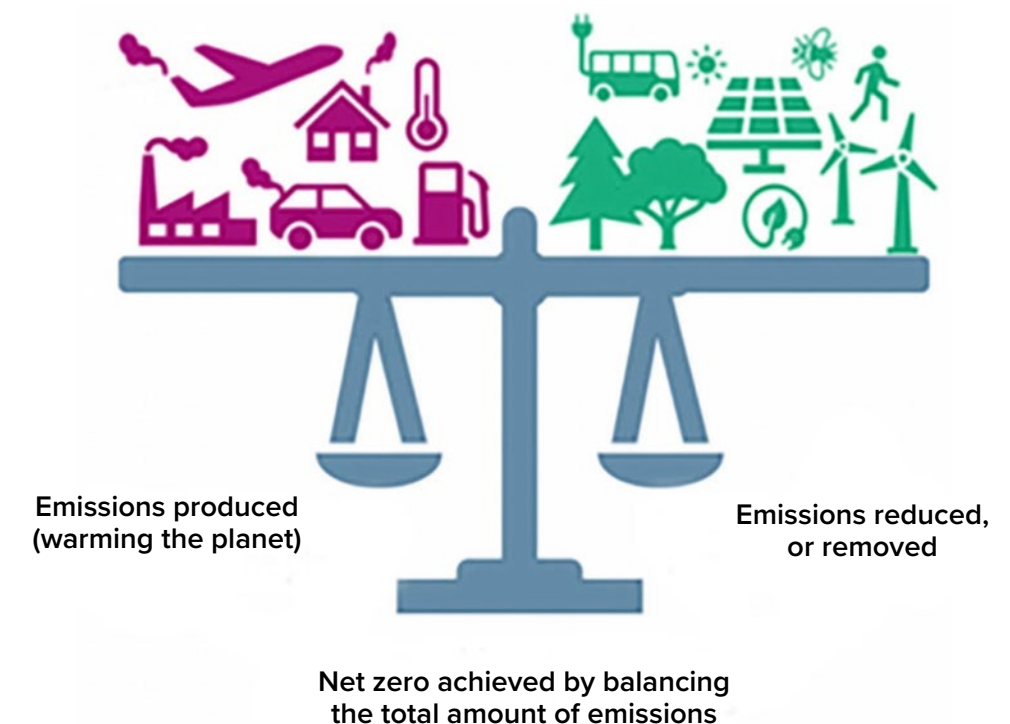 Emissions produced
(warming the planet)
Emissions reduced,
or removed
Net zero achieved by balancing
the total amount of emissions